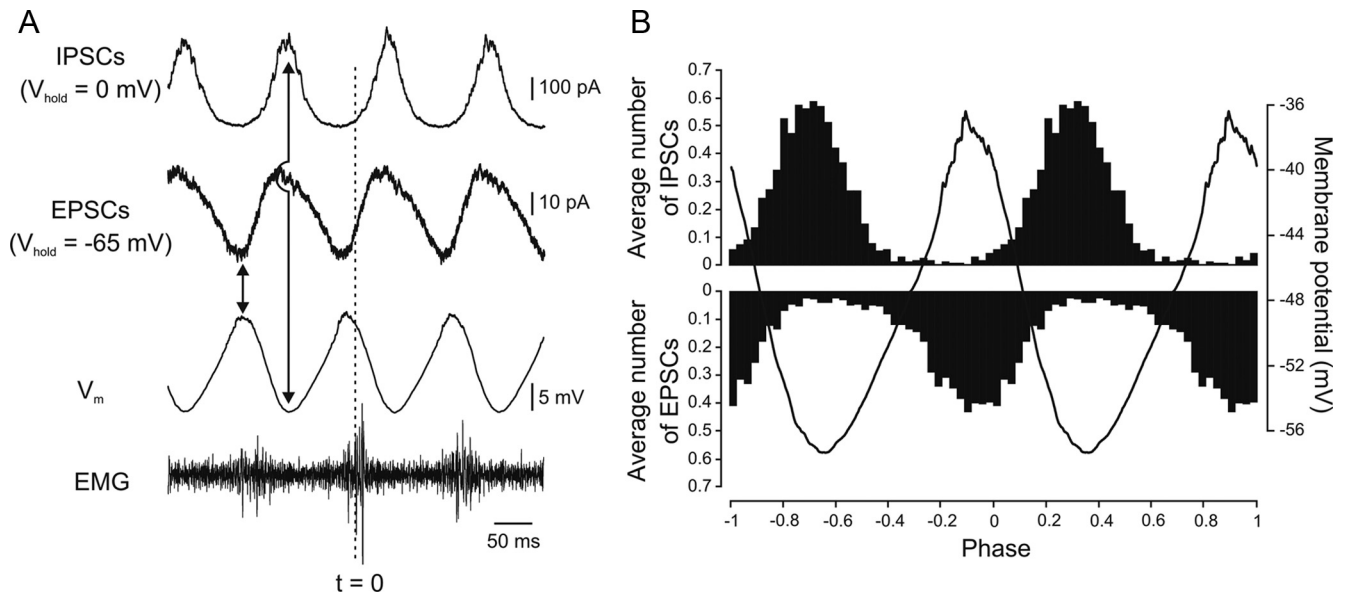 A
IPSCs
(Vhold = 0 mV)
100 pA
EPSCs
(Vhold = -65 mV)
10 pA
Vm
5 mV
EMG
50 ms
t = 0
B
Average number
of IPSCs
0.7
0.6
0.5
0.4
0.3
0.2
0.1
0
Average number
of EPSCs
0
0.1
0.2
0.3
0.4
0.5
0.6
0.7
-36
-40
-44
-48
-52
-56
Membrane potential (mV)
-1 -0.8 -0.6 -0.4 -0.2 0 0.2 0.4 0.6 0.8 1
Phase